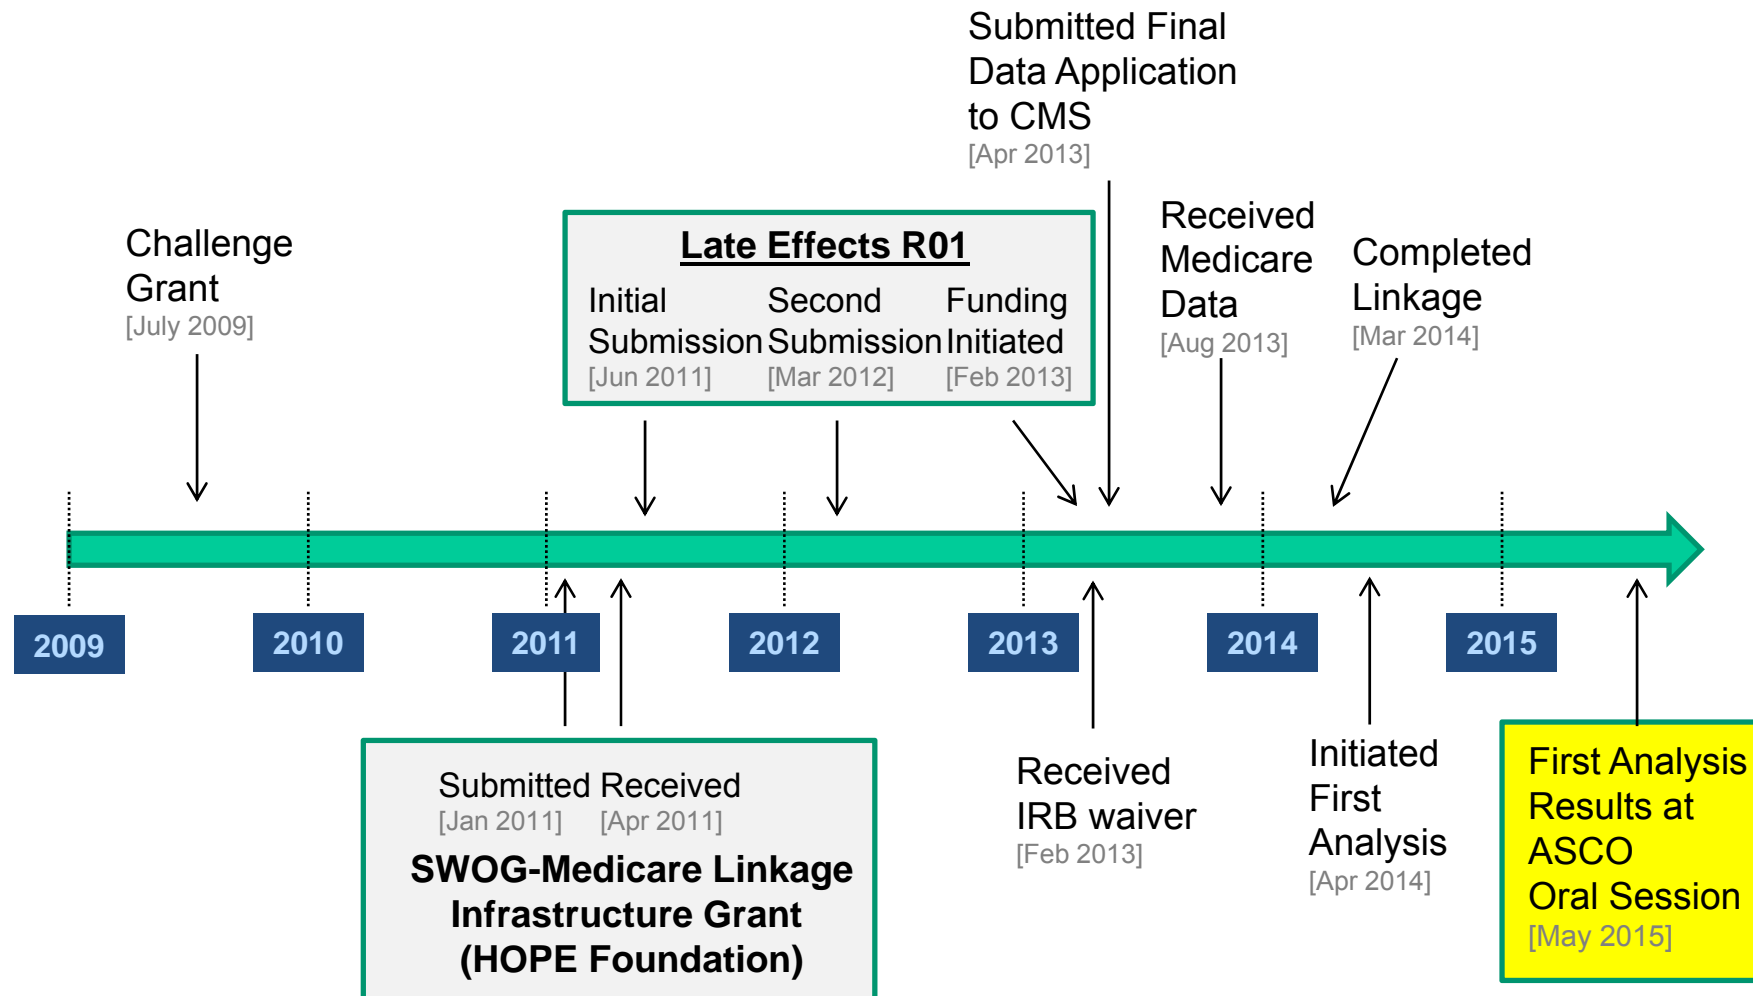 Submitted Final
Data Application
to CMS
[Apr 2013]
Challenge
Grant
[July 2009]
Late Effects R01
Initial
Submission
[Jun 2011]
Second
Submission
[Mar 2012]
Funding
Initiated
[Feb 2013]
Received
Medicare
Data
[Aug 2013]
Completed
Linkage
[Mar 2014]
2009
2010
2011
2012
2013
2014
2015
Submitted
[Jan 2011]
Received
[Apr 2011]
SWOG-Medicare Linkage
Infrastructure Grant
(HOPE Foundation)
Received
IRB waiver
[Feb 2013]
Initiated
First
Analysis
[Apr 2014]
First Analysis
Results at
ASCO
Oral Session
[May 2015]